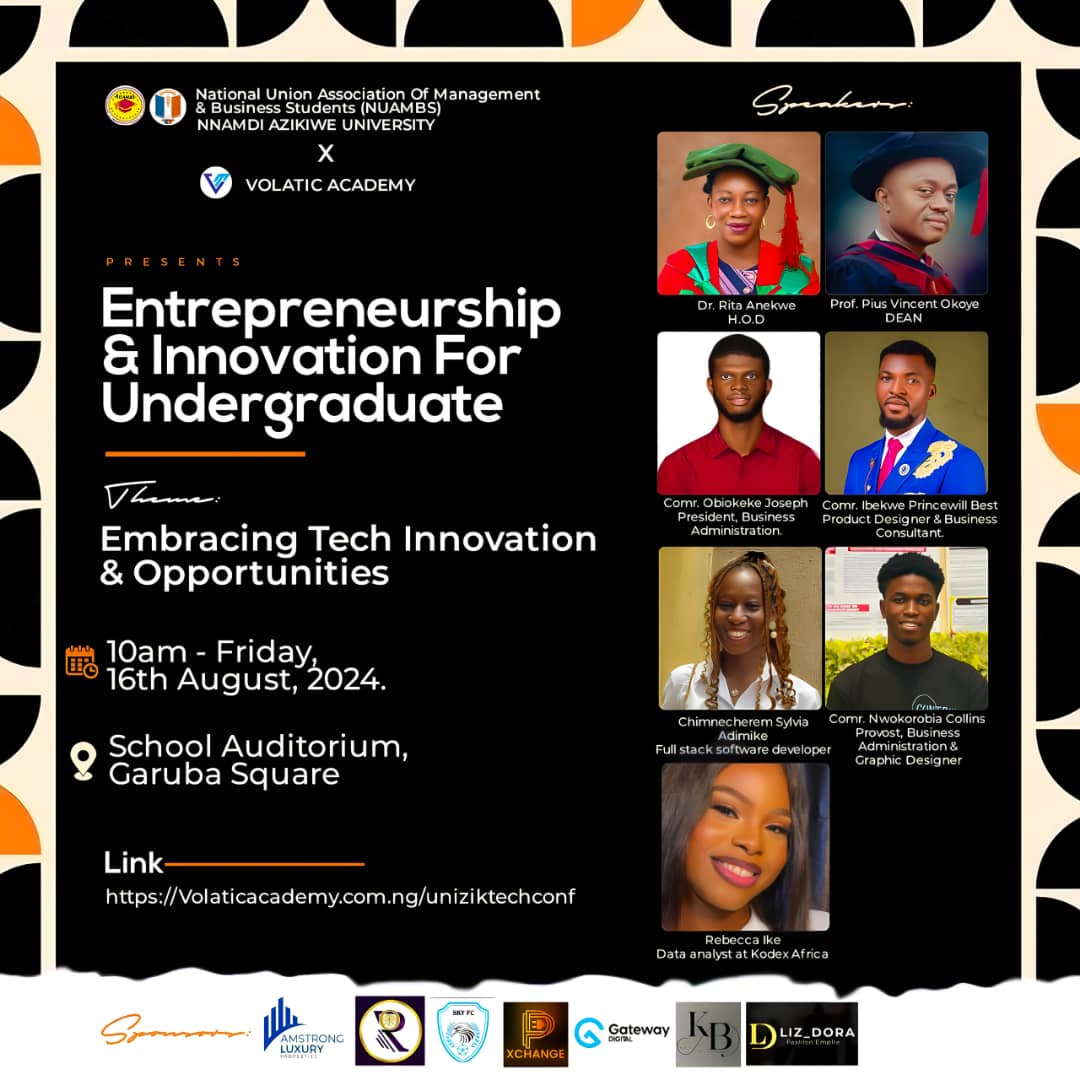 National Union Association Of Management
& Business Students (NUAMBS)
NNAMDI AZIKIWE UNIVERSITY
X
VOLATIC ACADEMY
PRESENTS
Entrepreneurship
& Innovation For
Undergraduate
Theme:
Embracing Tech Innovation
& Opportunities
10am - Friday,
16th August, 2024.
School Auditorium,
Garuba Square
Link
https://Volaticacademy.com.ng/uniziktechconf
Speakers:
Dr. Rita Anekwe
H.O.D
Prof. Pius Vincent Okoye
DEAN
Comr. Obiokeke Joseph
President, Business
Administration.
Comr. Ibekwe Princewill Best
Product Designer & Business
Consultant.
Chimnecherem Sylvia
Adimike
Full stack software developer
Comr. Nwokorobia Collins
Provost, Business
Administration &
Graphic Designer
Rebecca Ike
Data analyst at Kodex Africa
Sponsors:
AMSTRONG
LUXURY
PROPERTIES
R
SKY FC
P
XCHANGE
Gateway
DIGITAL
KB
LD
LIZ_DORA
Fashion Empire